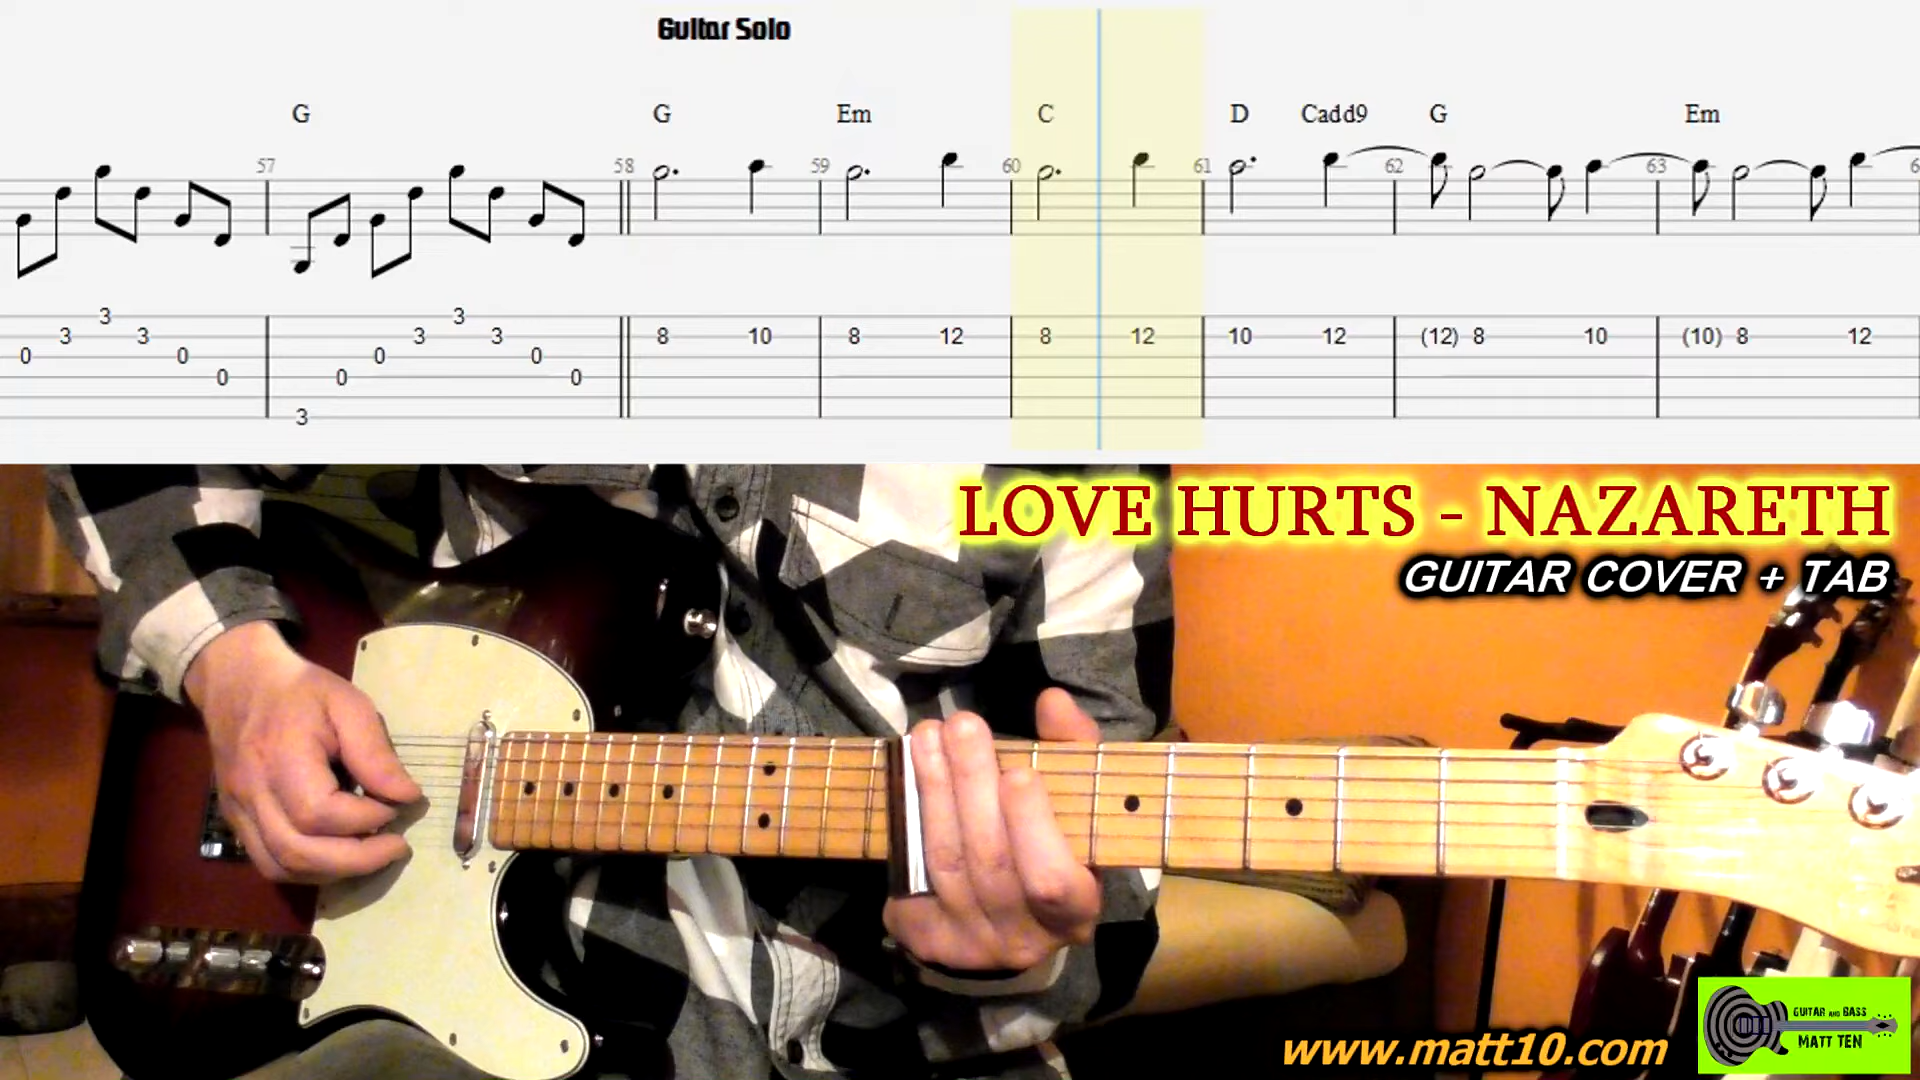 Guitar Solo
G G Em C D Cadd9 G Em
57 58 59 60 61 62 63 6
3 3
3 3 3 3 8 10 8 12 8 12 10 12 (12) 8 10 (10) 8 12
0 0 0 0
0 0 0
3
LOVE HURTS - NAZARETH
GUITAR COVER + TAB
GUITAR AND BASS
MATT TEN
www.matt10.com